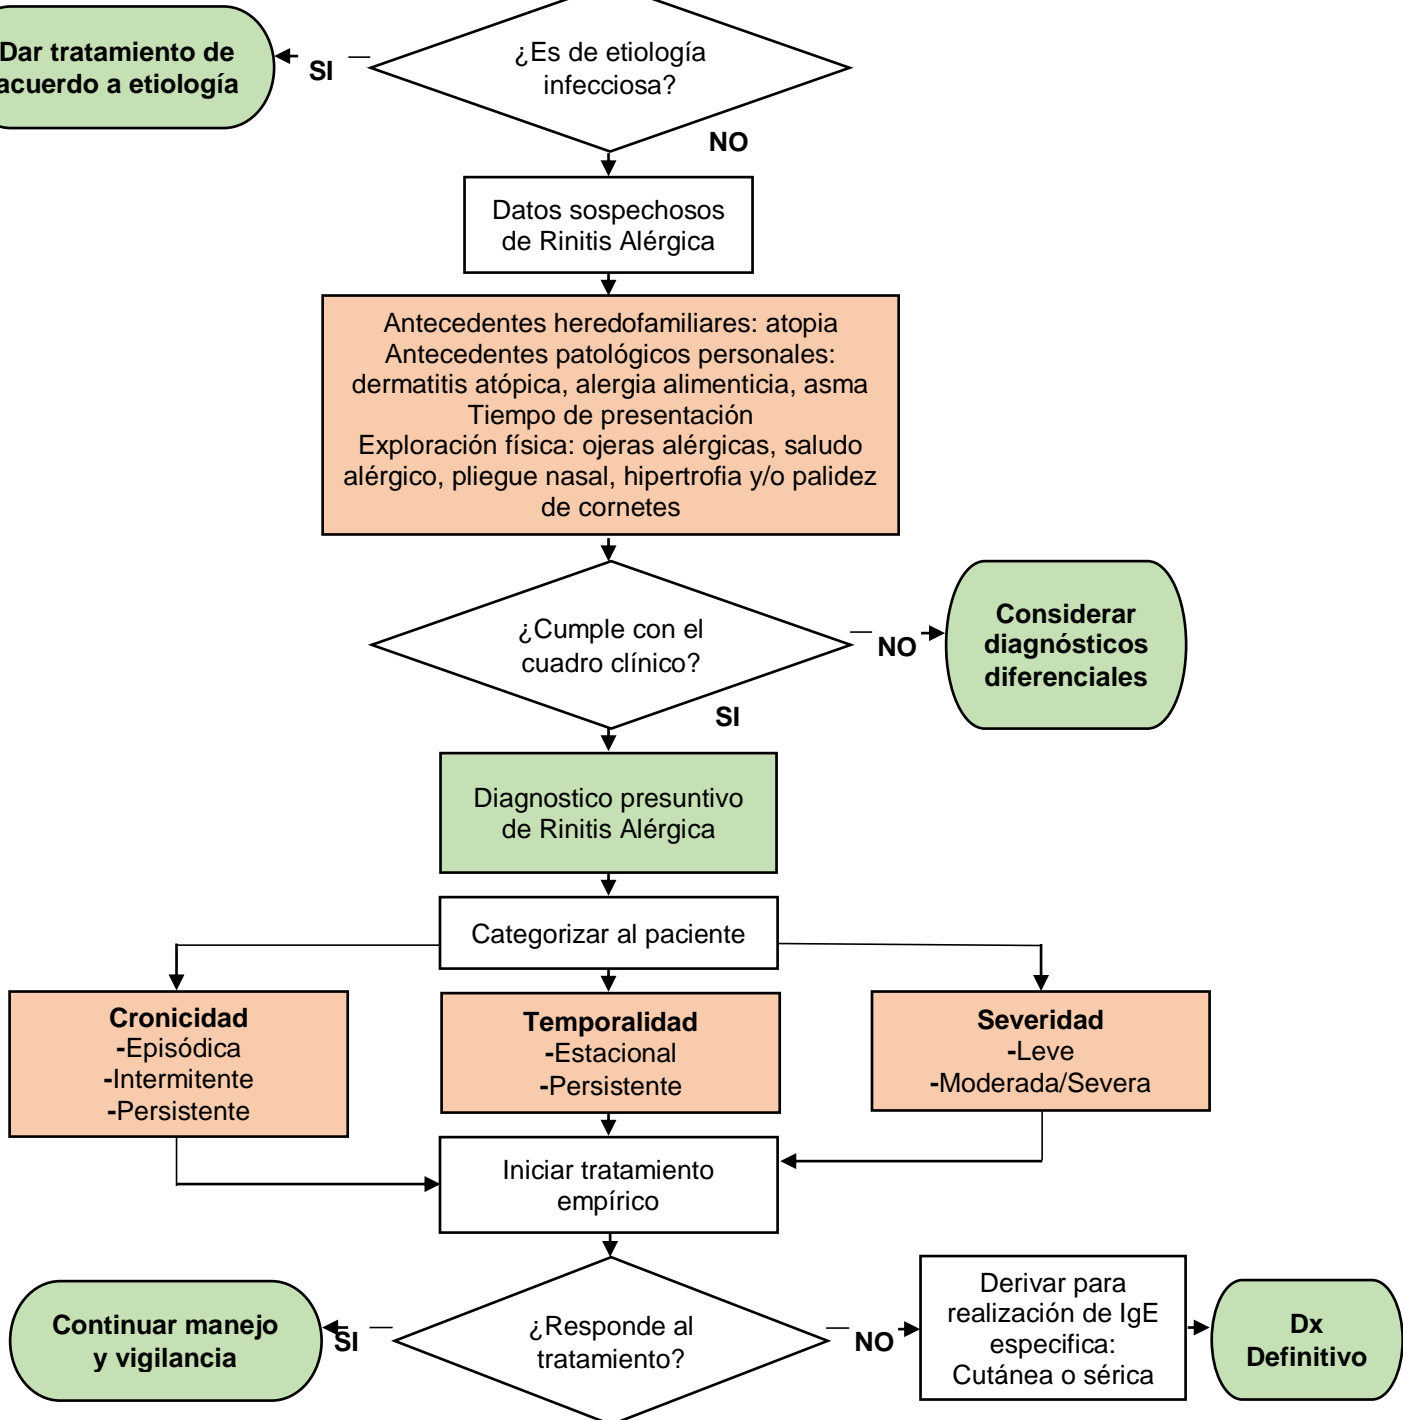 Dar tratamiento de
acuerdo a etiología
SI
¿Es de etiología
infecciosa?
NO
Datos sospechosos
de Rinitis Alérgica
Antecedentes heredofamiliares: atopia
Antecedentes patológicos personales:
dermatitis atópica, alergia alimenticia, asma
Tiempo de presentación
Exploración física: ojeras alérgicas, saludo
alérgico, pliegue nasal, hipertrofia y/o palidez
de cornetes
¿Cumple con el
cuadro clínico?
NO
Considerar
diagnósticos
diferenciales
SI
Diagnostico presuntivo
de Rinitis Alérgica
Categorizar al paciente
Cronicidad
-Episódica
-Intermitente
-Persistente
Temporalidad
-Estacional
-Persistente
Severidad
-Leve
-Moderada/Severa
Iniciar tratamiento
empírico
Continuar manejo
y vigilancia
SI
¿Responde al
tratamiento?
NO
Derivar para
realización de IgE
especifica:
Cutánea o sérica
Dx
Definitivo